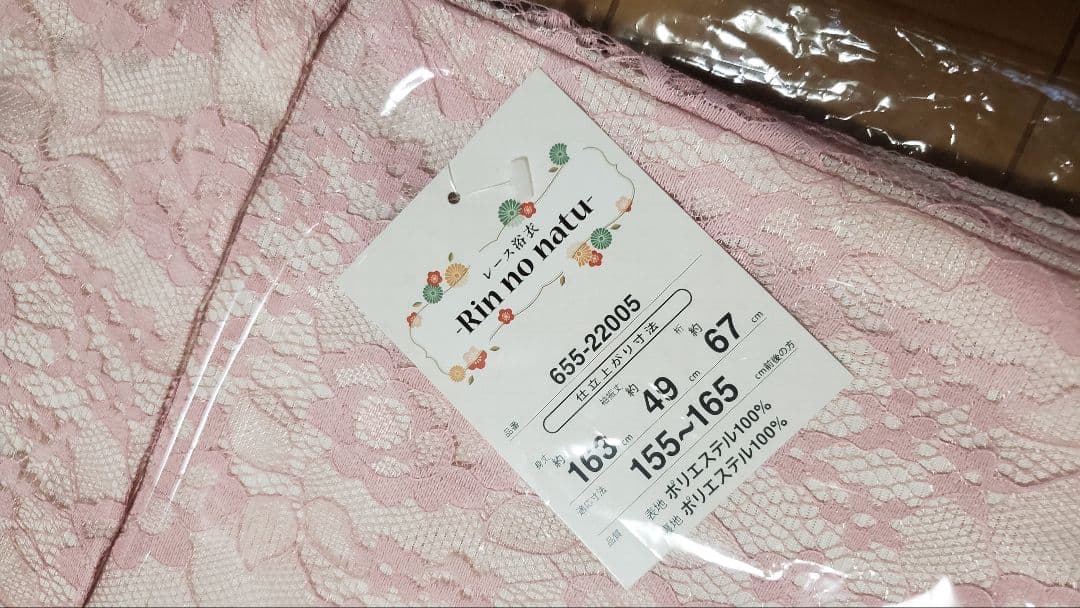 レース浴衣
-Rin no natu-
品番 655-22005
仕立上がり寸法
身丈 約 163 cm 袖丈 約 49 cm 裄 約 67 cm
適応寸法 155~165 cm前後の方
品質 表地 ポリエステル100%
裏地 ポリエステル100%